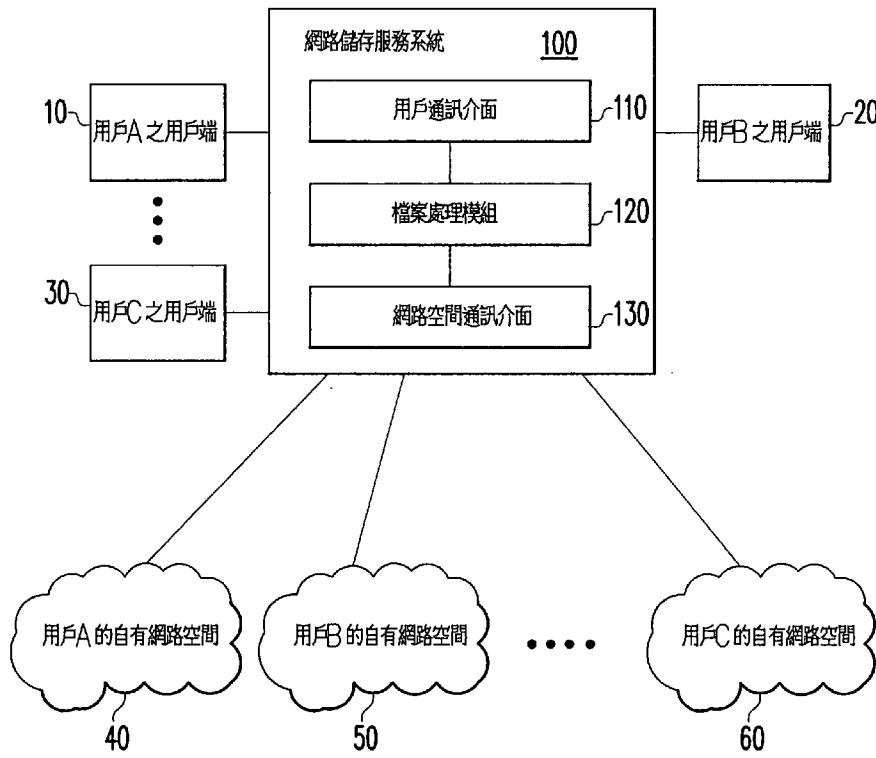 網路儲存服務系統 100
10 用戶A之用戶端
用戶通訊介面 110
用戶B之用戶端 20
檔案處理模組 120
30 用戶C之用戶端
網路空間通訊介面 130
用戶A的自有網路空間
用戶B的自有網路空間
用戶C的自有網路空間
40
50
60